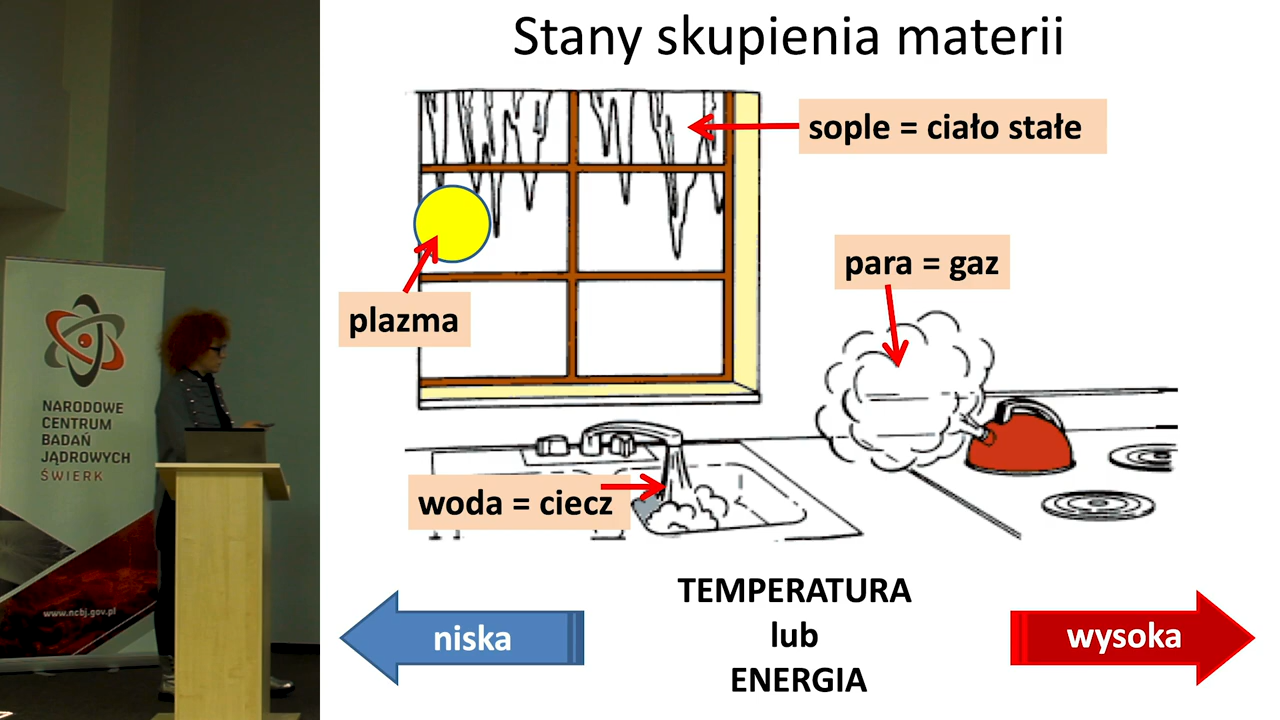 Stany skupienia materii
sople = ciało stałe
para = gaz
plazma
woda = ciecz
TEMPERATURA
lub
ENERGIA
niska
wysoka
NARODOWE
CENTRUM
BADAŃ
JĄDROWYCH
ŚWIERK
www.ncbj.gov.pl